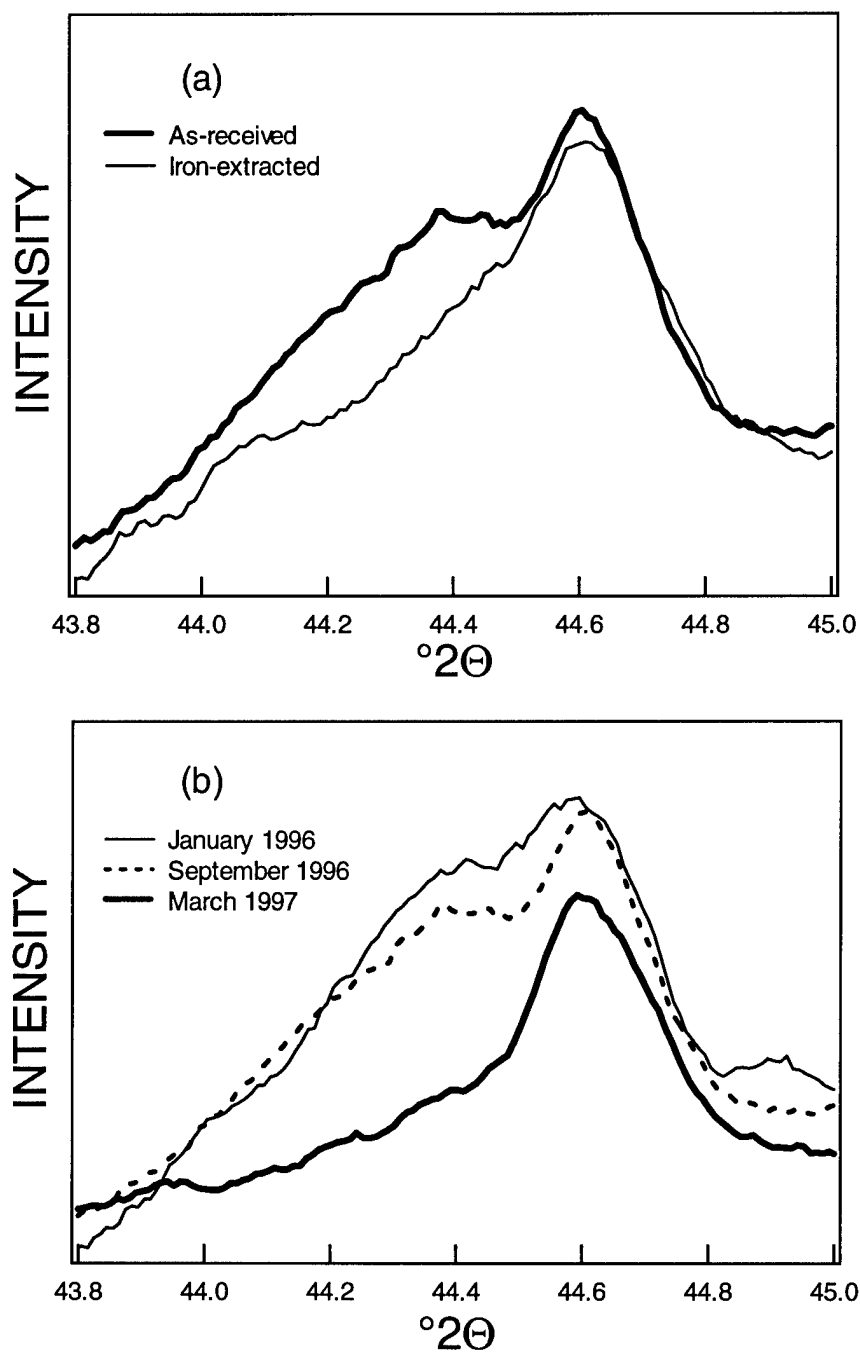 (a)
As-received
Iron-extracted
INTENSITY
43.8 44.0 44.2 44.4 44.6 44.8 45.0
°2Θ
(b)
January 1996
September 1996
March 1997
INTENSITY
43.8 44.0 44.2 44.4 44.6 44.8 45.0
°2Θ